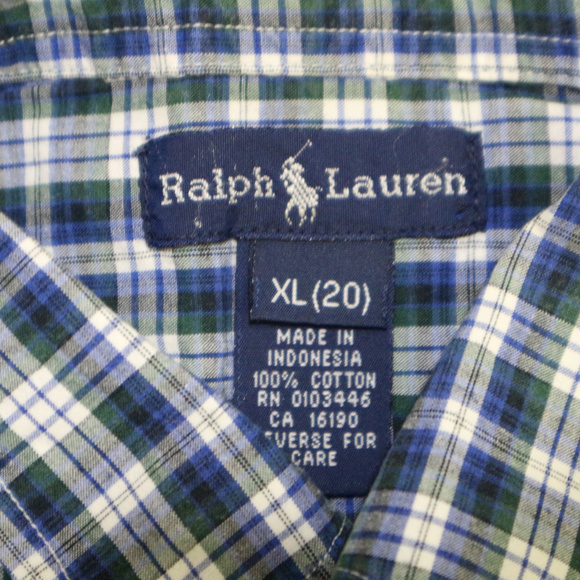 Ralph Lauren
XL (20)
MADE IN
INDONESIA
100% COTTON
RN 0103446
CA 16190
EVERSE FOR
CARE